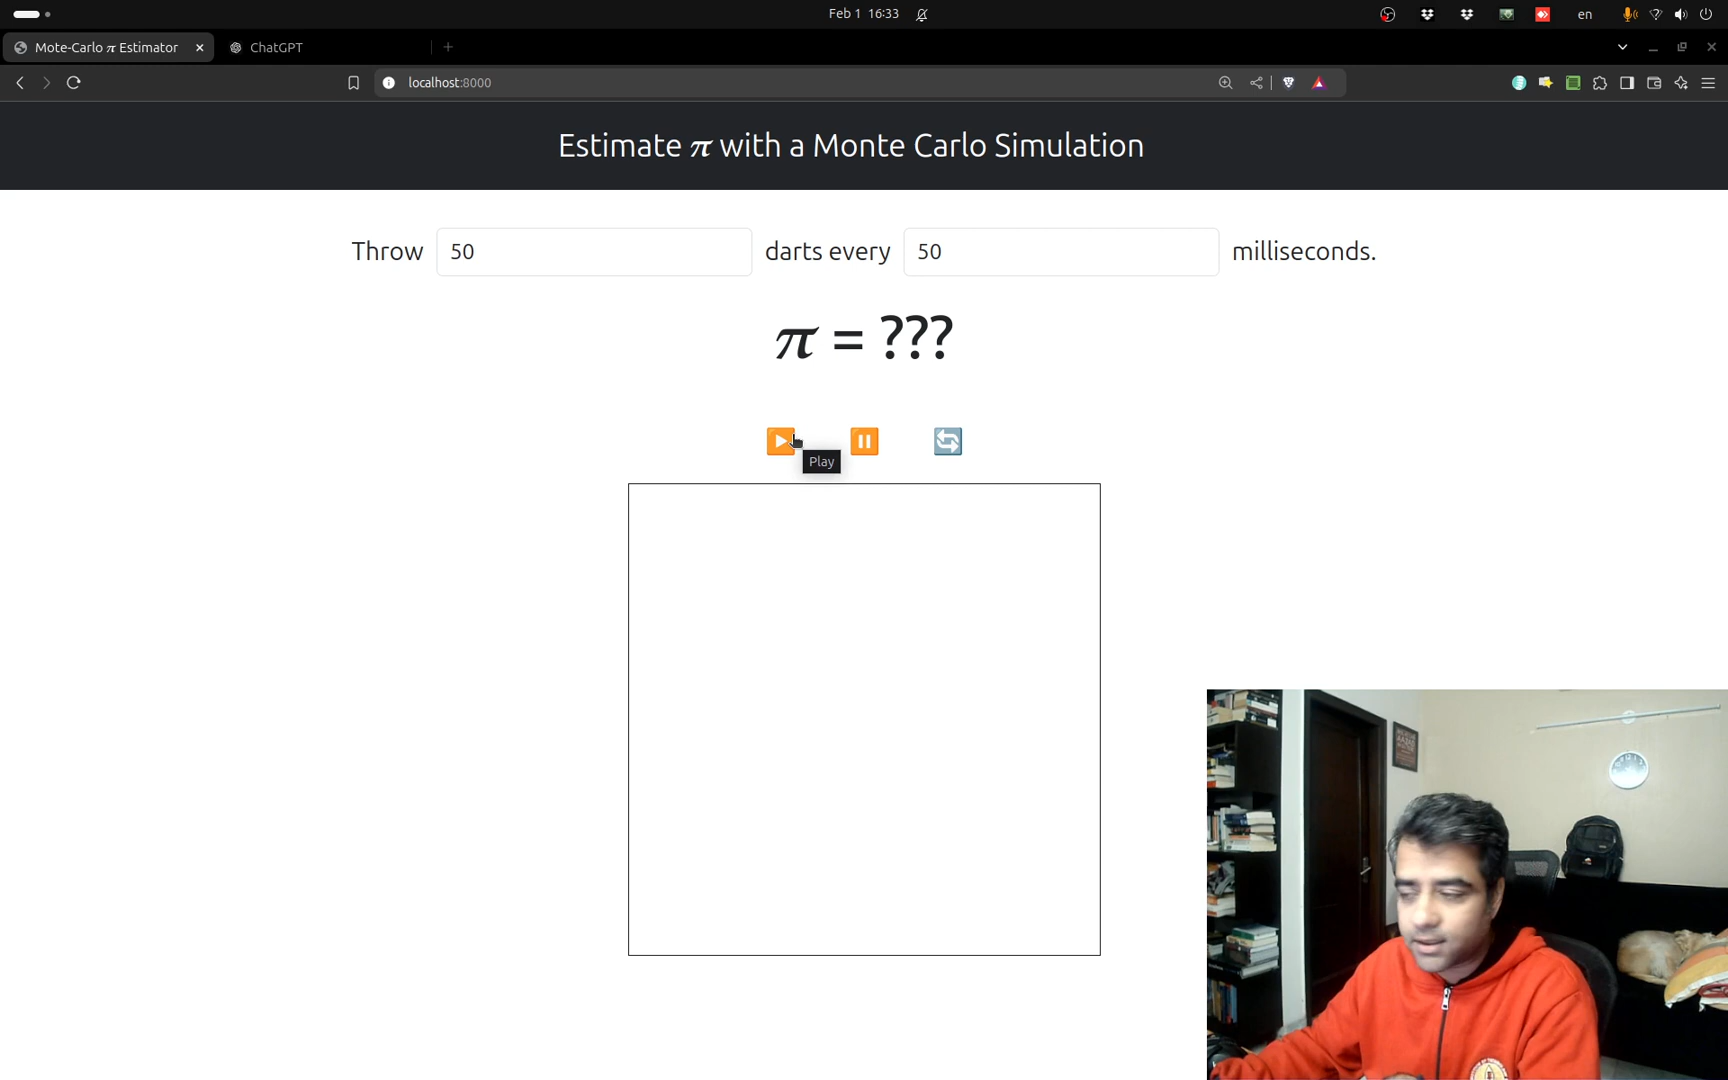 Feb 1 16:33
en
Mote-Carlo π Estimator
ChatGPT
localhost:8000
Estimate π with a Monte Carlo Simulation
Throw 50 darts every 50 milliseconds.
π = ???
Play